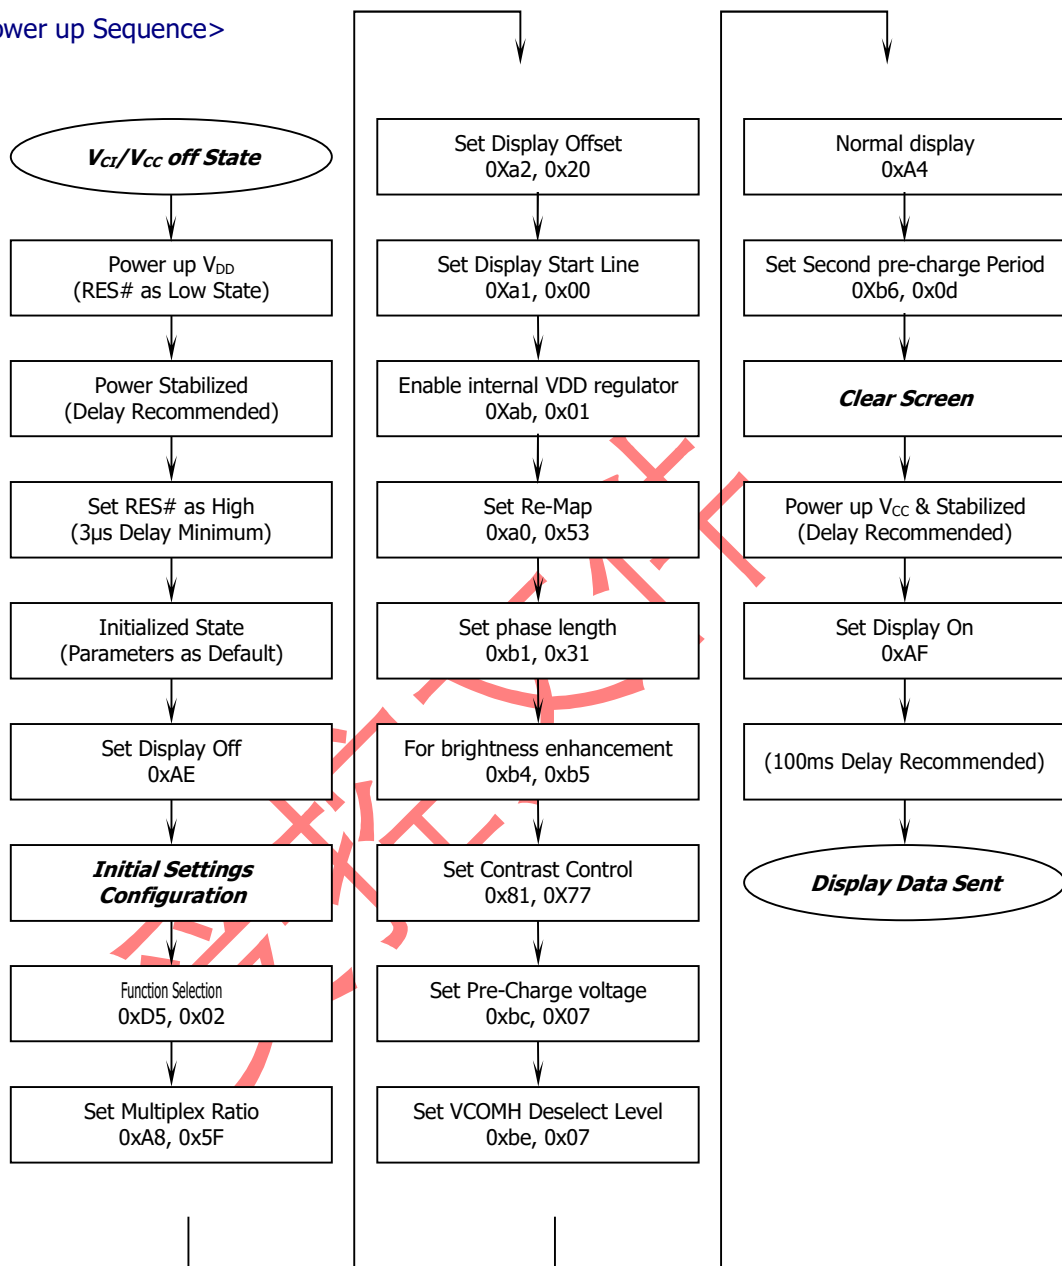 ower up Sequence>
VCI/VCC off State
Power up VDD
(RES# as Low State)
Power Stabilized
(Delay Recommended)
Set RES# as High
(3µs Delay Minimum)
Initialized State
(Parameters as Default)
Set Display Off
0xAE
Initial Settings
Configuration
Function Selection
0xD5, 0x02
Set Multiplex Ratio
0xA8, 0x5F
Set Display Offset
0Xa2, 0x20
Set Display Start Line
0Xa1, 0x00
Enable internal VDD regulator
0Xab, 0x01
Set Re-Map
0xa0, 0x53
Set phase length
0xb1, 0x31
For brightness enhancement
0xb4, 0xb5
Set Contrast Control
0x81, 0X77
Set Pre-Charge voltage
0xbc, 0X07
Set VCOMH Deselect Level
0xbe, 0x07
Normal display
0xA4
Set Second pre-charge Period
0Xb6, 0x0d
Clear Screen
Power up VCC & Stabilized
(Delay Recommended)
Set Display On
0xAF
(100ms Delay Recommended)
Display Data Sent